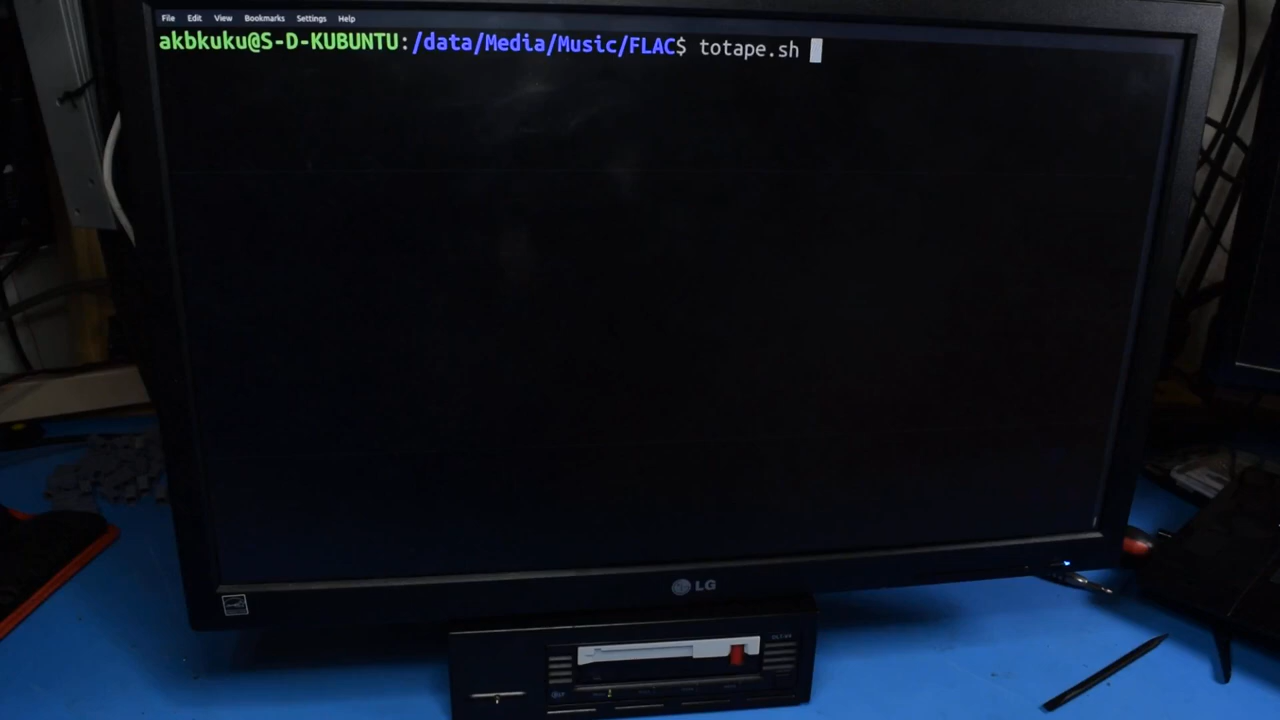 File Edit View Bookmarks Settings Help
akbkuku@S-D-KUBUNTU:/data/Media/Music/FLAC$ totape.sh
LG